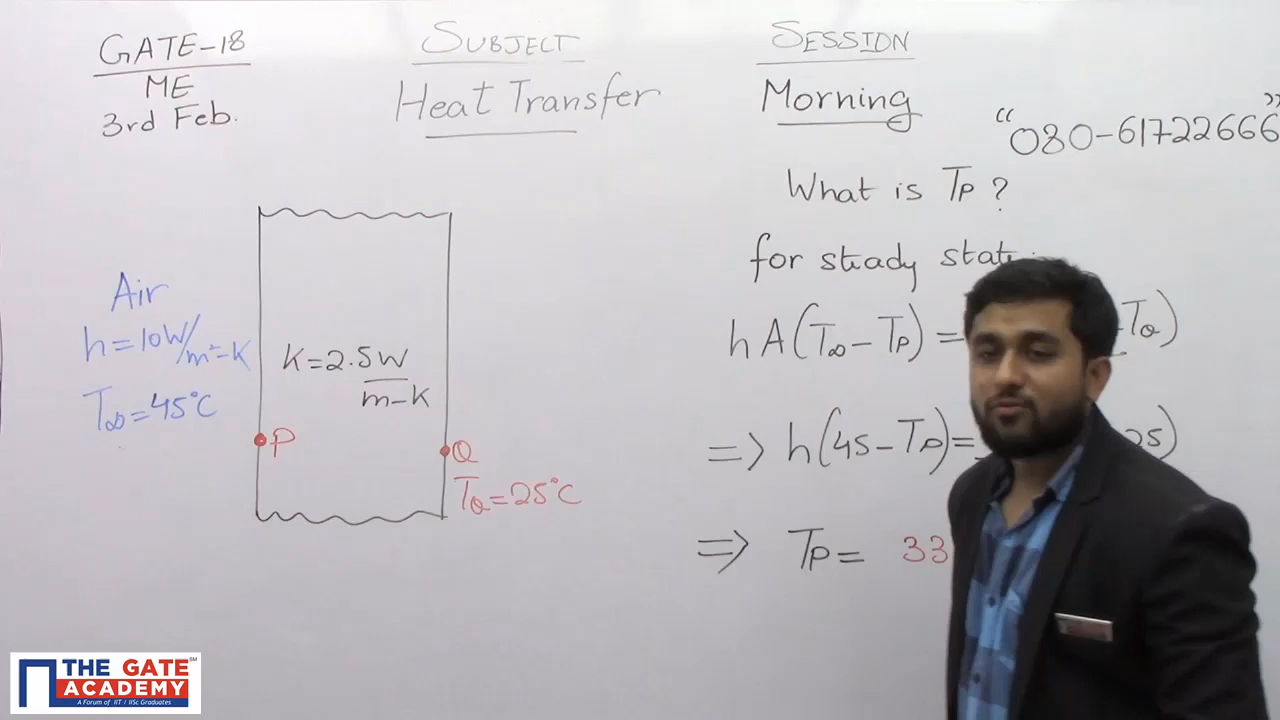 GATE-18
ME
3rd Feb.
SUBJECT
Heat Transfer
SESSION
Morning
"080-61722666"
What is Tp?
for steady
hA(T∞ - Tp) = TQ)
⇒ h(45 - Tp) =
⇒ Tp = 33
Air
h = 10W/m²-K
T∞ = 45°C
K = 2.5W
m-K
P
Q
TQ = 25°C
THE GATE
ACADEMY
A Forum of IIT / IISc Graduates